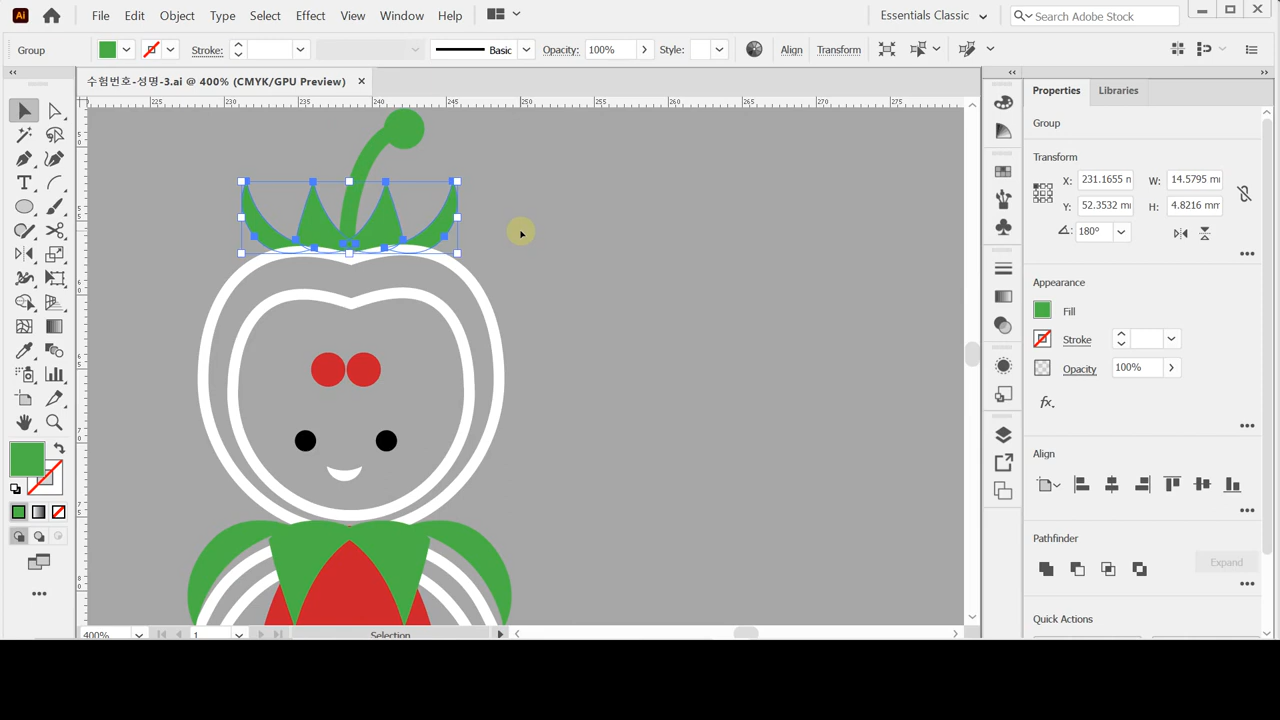 Ai File Edit Object Type Select Effect View Window Help Essentials Classic Search Adobe Stock
Group Stroke: Basic Opacity: 100% Style: Align Transform
수험번호-성명-3.ai @ 400% (CMYK/GPU Preview)
225 230 235 240 245 250 255 260 265 270 275
Properties Libraries
Group
Transform
X: 231.1655 m W: 14.5795 m
Y: 52.3532 m H: 4.8216 mm
180°
Appearance
Fill
Stroke
Opacity 100%
fx.
Align
Pathfinder
Expand
Quick Actions
400% 1 Selection